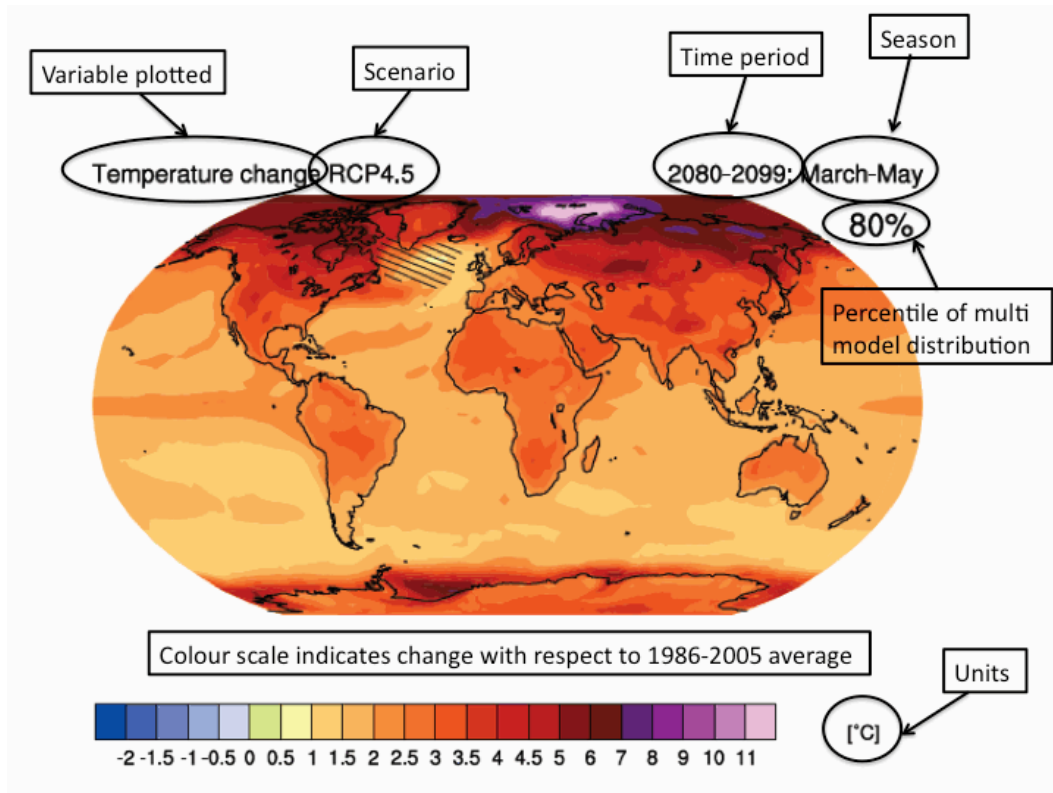 Variable plotted
Scenario
Time period
Season
Temperature change RCP4.5
2080-2099: March-May
80%
Percentile of multi
model distribution
Colour scale indicates change with respect to 1986-2005 average
Units
[°C]
-2 -1.5 -1 -0.5 0 0.5 1 1.5 2 2.5 3 3.5 4 4.5 5 6 7 8 9 10 11